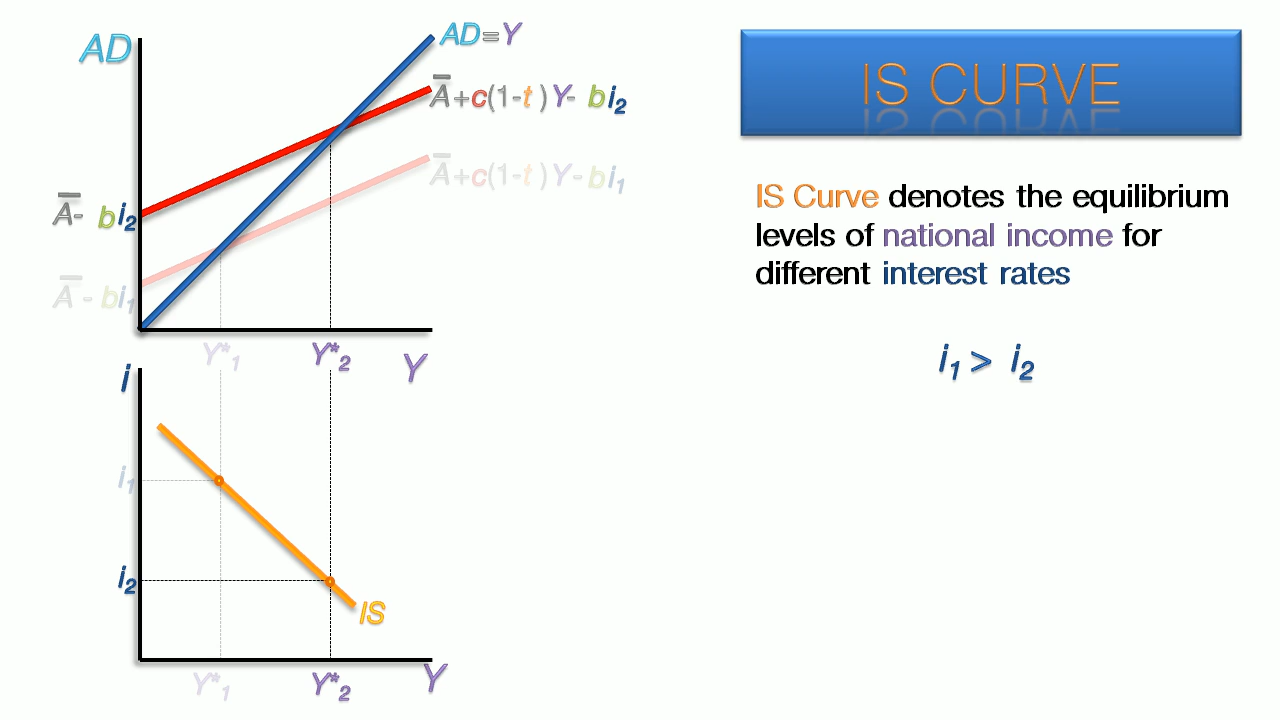 AD
AD=Y
A̅+c(1-t)Y- bi₂
A̅+c(1-t)Y-bi₁
A̅- bi₂
A̅ - bi₁
Y*₁
Y*₂
Y
i
i₁
i₂
IS
Y*₁
Y*₂
Y
IS CURVE
IS Curve denotes the equilibrium
levels of national income for
different interest rates
i₁ > i₂